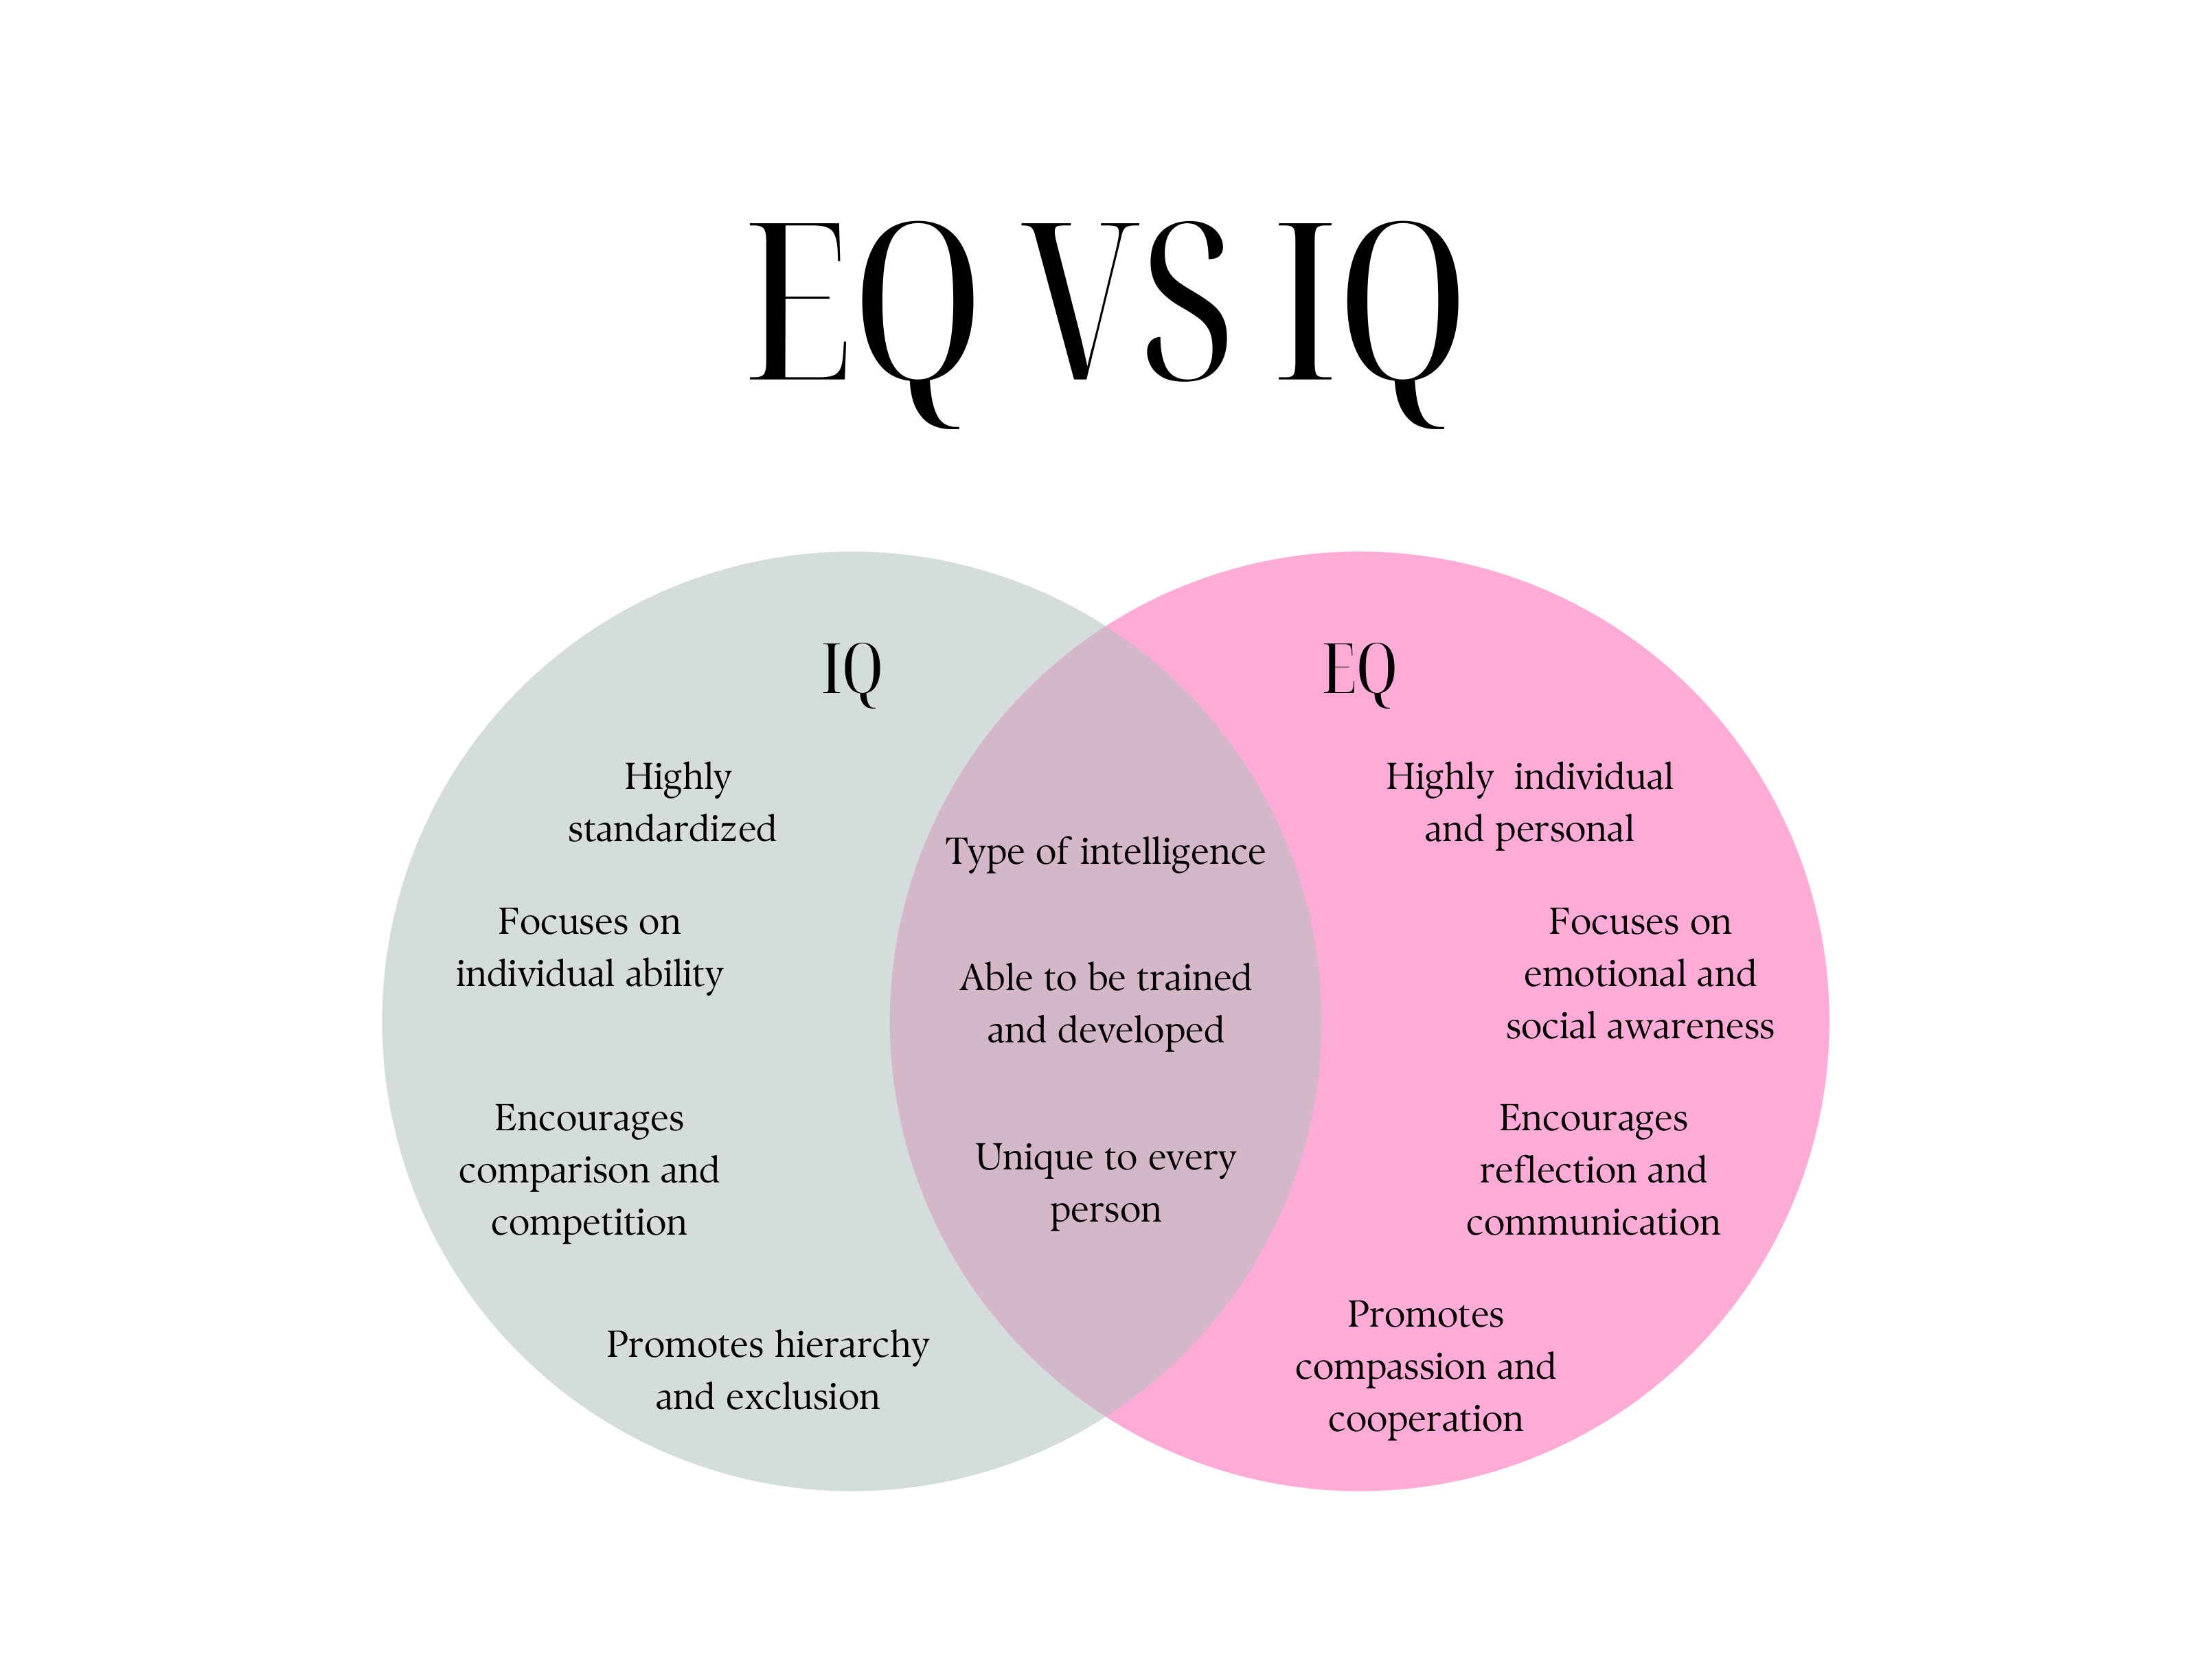 EQ VS IQ
IQ
Highly
standardized
Focuses on
individual ability
Encourages
comparison and
competition
Promotes hierarchy
and exclusion
Type of intelligence
Able to be trained
and developed
Unique to every
person
EQ
Highly  individual
and personal
Focuses on
emotional and
social awareness
Encourages
reflection and
communication
Promotes
compassion and
cooperation